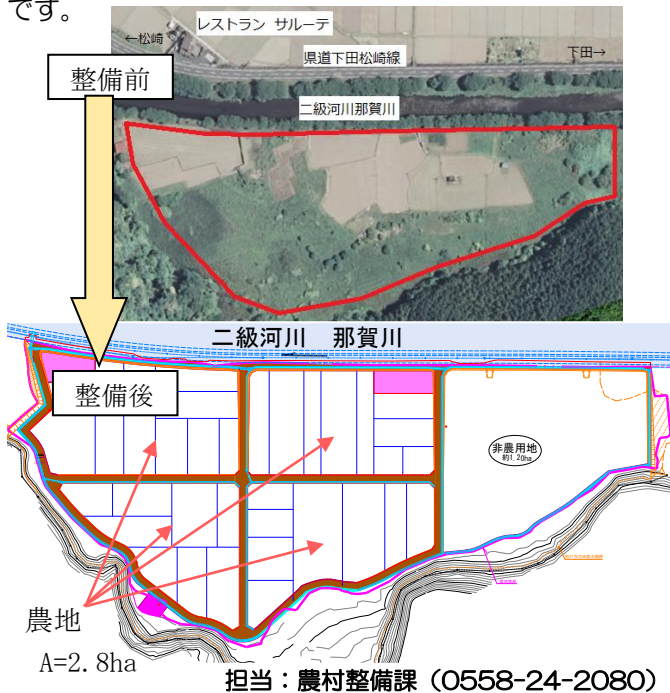 です。
レストラン サルーテ
←松崎
県道下田松崎線
下田→
整備前
二級河川那賀川
二級河川 那賀川
整備後
非農用地
約1.20ha
農地
A=2.8ha
担当：農村整備課（0558-24-2080）